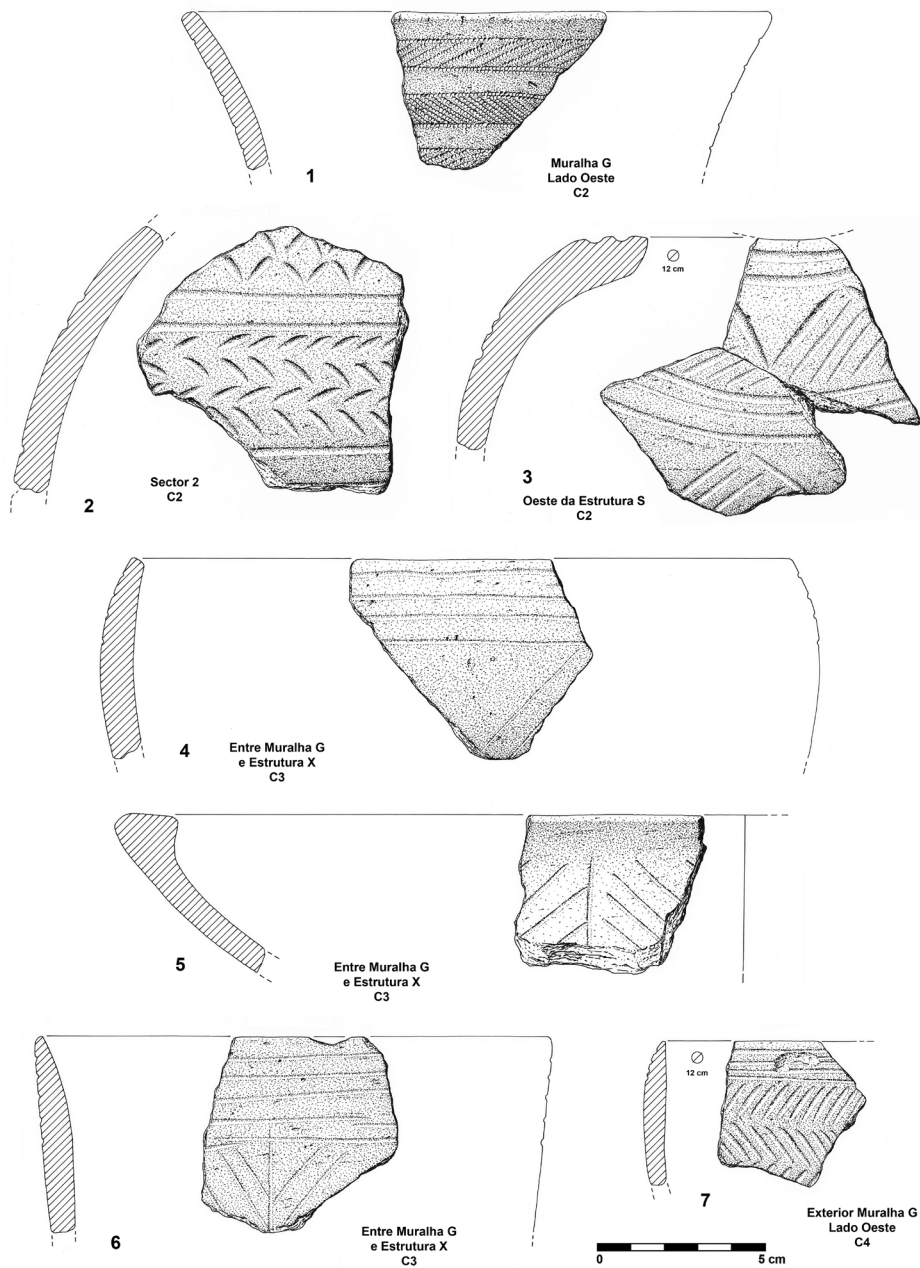 1
Muralha G
Lado Oeste
C2
2
Sector 2
C2
12 cm
3
Oeste da Estrutura S
C2
4
Entre Muralha G
e Estrutura X
C3
5
Entre Muralha G
e Estrutura X
C3
6
Entre Muralha G
e Estrutura X
C3
12 cm
7
Exterior Muralha G
Lado Oeste
C4
0 5 cm